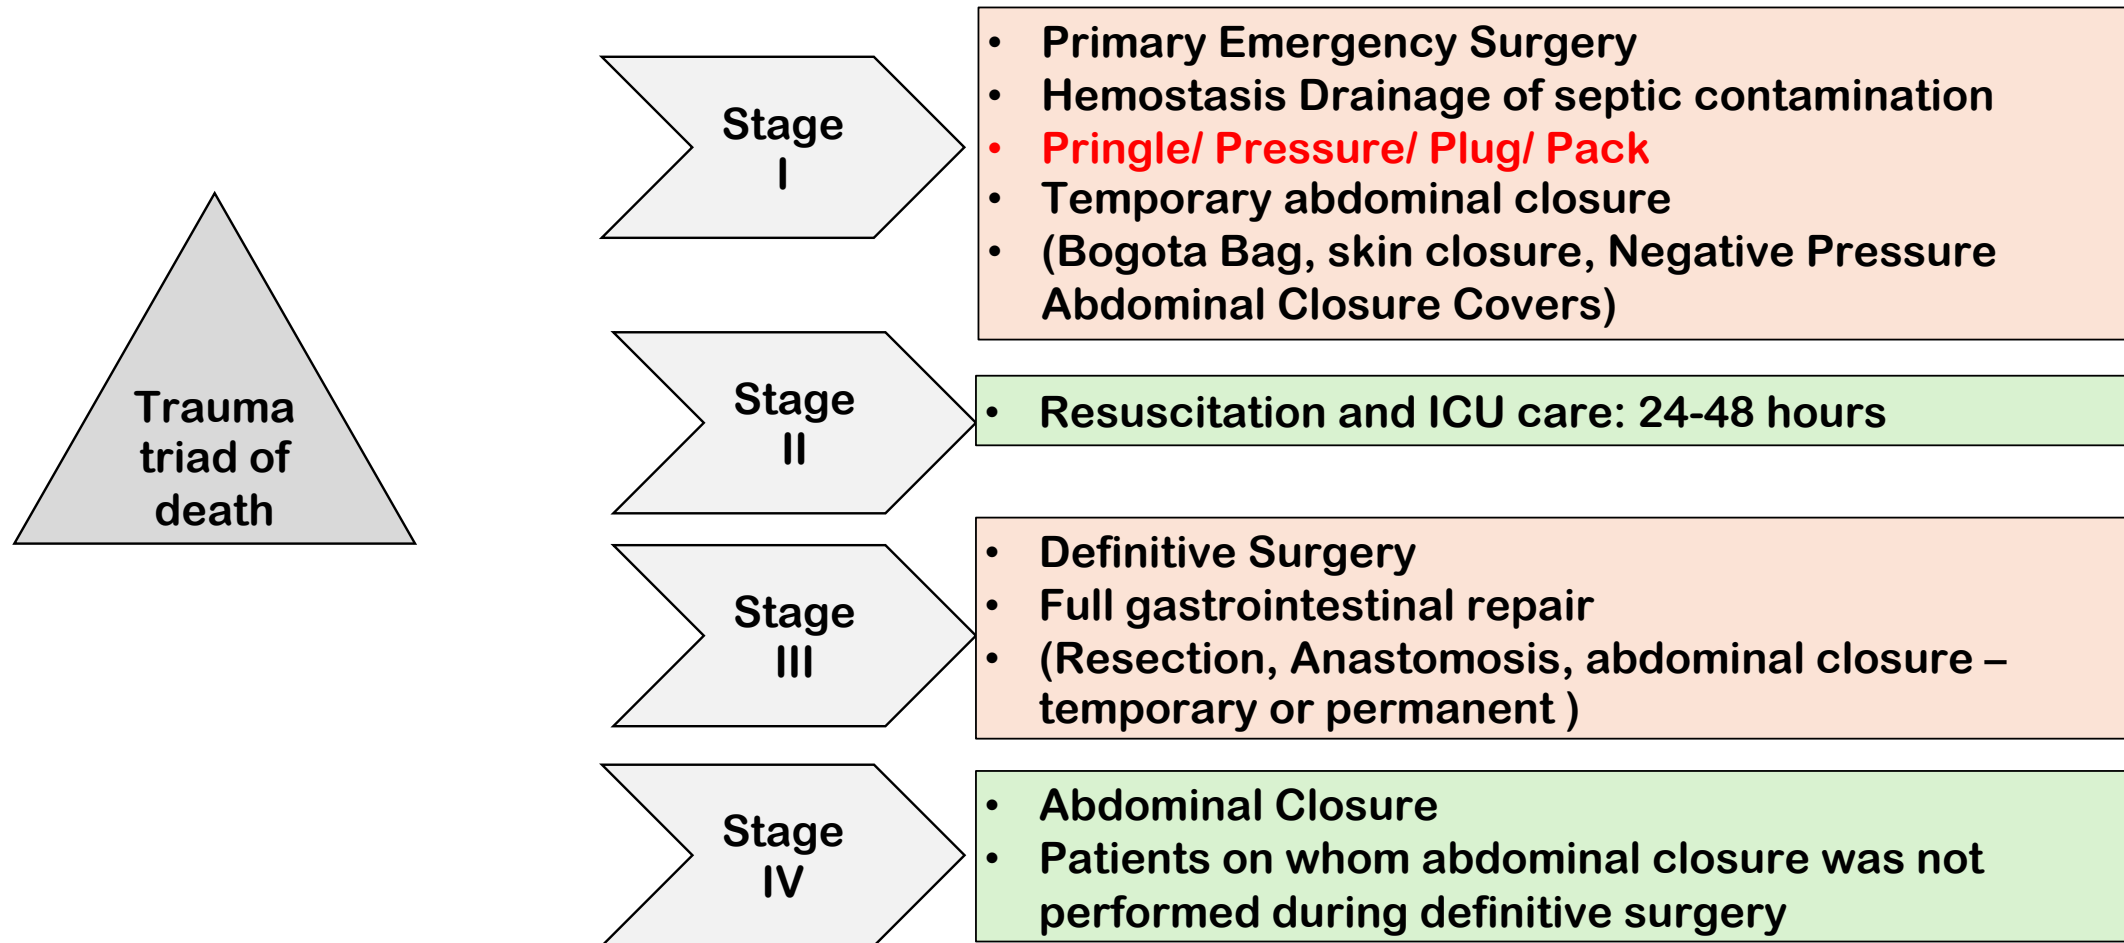 Trauma
triad of
death
Stage
I
• Primary Emergency Surgery
• Hemostasis Drainage of septic contamination
• Pringle/ Pressure/ Plug/ Pack
• Temporary abdominal closure
• (Bogota Bag, skin closure, Negative Pressure
Abdominal Closure Covers)
Stage
II
• Resuscitation and ICU care: 24-48 hours
Stage
III
• Definitive Surgery
• Full gastrointestinal repair
• (Resection, Anastomosis, abdominal closure –
temporary or permanent )
Stage
IV
• Abdominal Closure
• Patients on whom abdominal closure was not
performed during definitive surgery